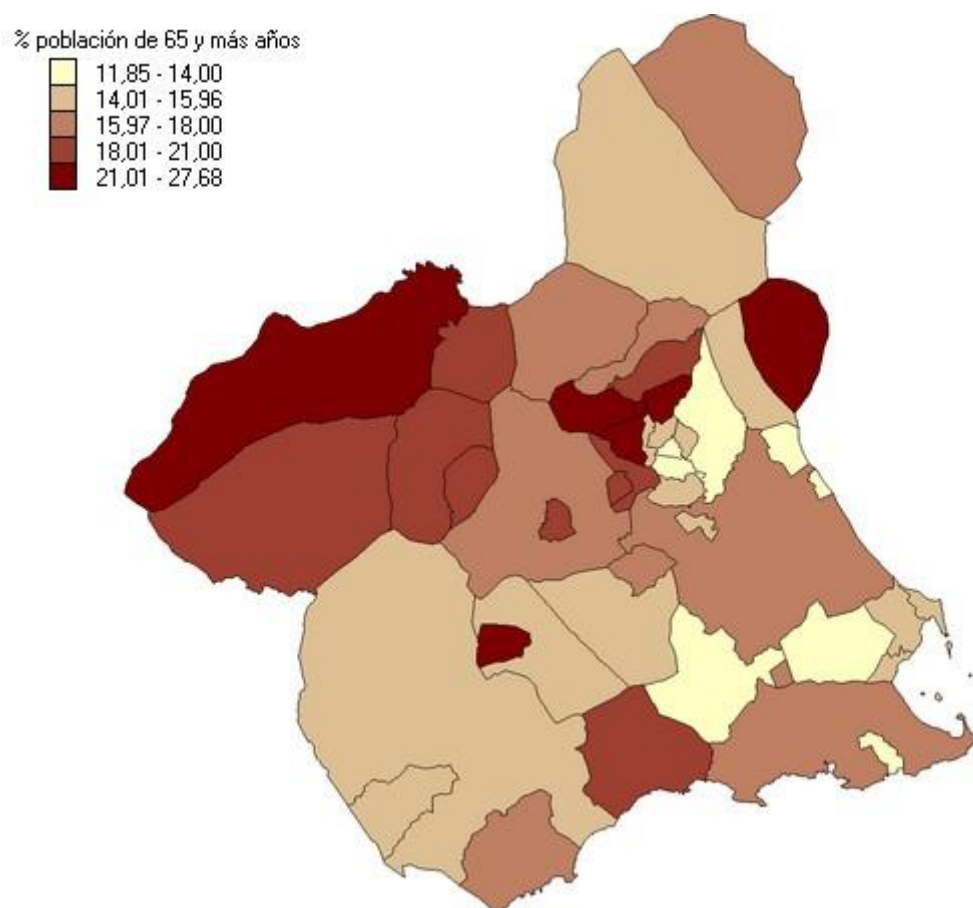 % población de 65 y más años
11,85 - 14,00
14,01 - 15,96
15,97 - 18,00
18,01 - 21,00
21,01 - 27,68